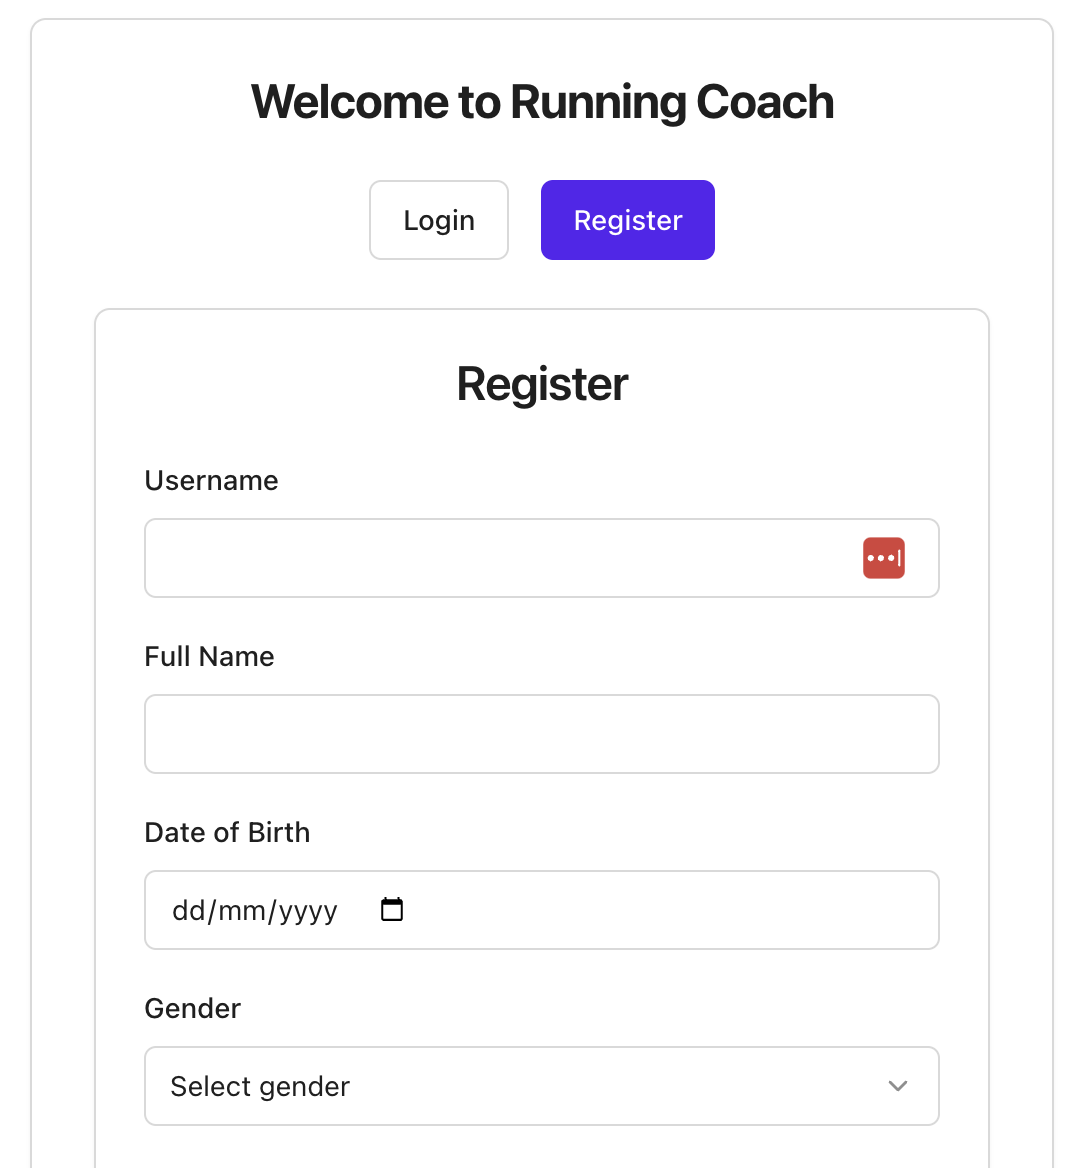 Welcome to Running Coach
Login
Register
Register
Username
Full Name
Date of Birth
dd/mm/yyyy
Gender
Select gender